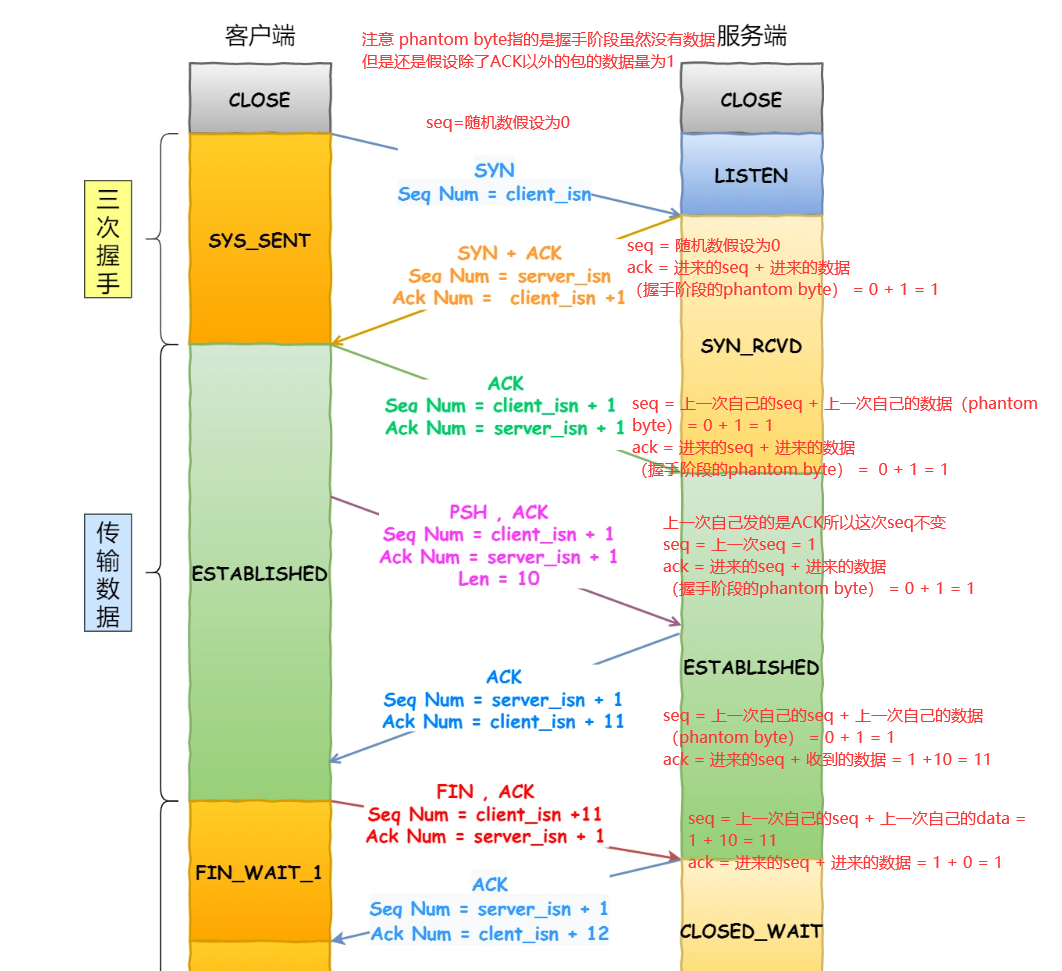 客户端
注意 phantom byte指的是握手阶段虽然没有数据,
但是还是假设除了ACK以外的包的数据量为1
服务端
CLOSE
CLOSE
seq=随机数假设为0
三次握手
SYN
Seq Num = client_isn
LISTEN
SYS_SENT
SYN + ACK
Seq Num = server_isn
Ack Num = client_isn +1
seq = 随机数假设为0
ack = 进来的seq + 进来的数据
（握手阶段的phantom byte） = 0 + 1 = 1
SYN_RCVD
ACK
Seq Num = client_isn + 1
Ack Num = server_isn + 1
seq = 上一次自己的seq + 上一次自己的数据（phantom
byte） = 0 + 1 = 1
ack = 进来的seq + 进来的数据
（握手阶段的phantom byte） = 0 + 1 = 1
传输数据
ESTABLISHED
PSH , ACK
Seq Num = client_isn + 1
Ack Num = server_isn + 1
Len = 10
上一次自己发的是ACK所以这次seq不变
seq = 上一次seq = 1
ack = 进来的seq + 进来的数据
（握手阶段的phantom byte） = 0 + 1 = 1
ESTABLISHED
ACK
Seq Num = server_isn + 1
Ack Num = client_isn + 11
seq = 上一次自己的seq + 上一次自己的数据
（phantom byte） = 0 + 1 = 1
ack = 进来的seq + 收到的数据 = 1 +10 = 11
FIN , ACK
Seq Num = client_isn +11
Ack Num = server_isn + 1
seq = 上一次自己的seq + 上一次自己的data =
1 + 10 = 11
ack = 进来的seq + 进来的数据 = 1 + 0 = 1
FIN_WAIT_1
ACK
Seq Num = server_isn + 1
Ack Num = clent_isn + 12
CLOSED_WAIT